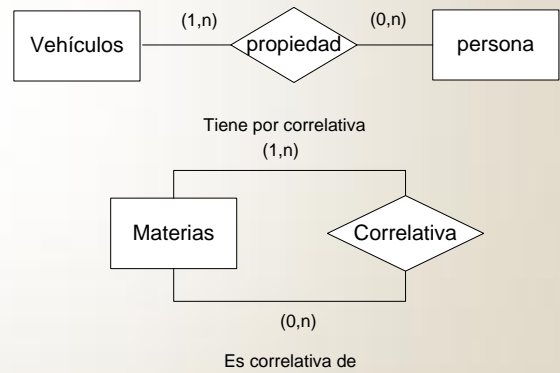 (1,n) (0,n)
Vehículos propiedad persona
Tiene por correlativa
(1,n)
Materias Correlativa
(0,n)
Es correlativa de